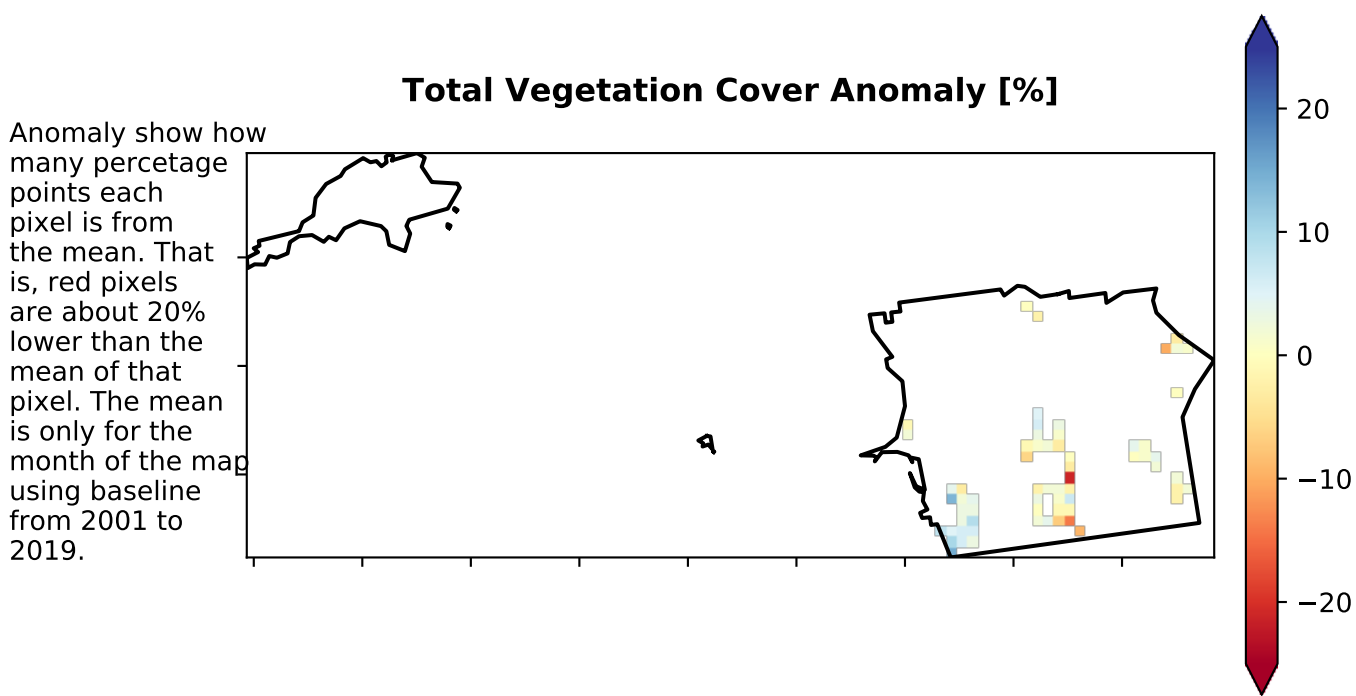 Total Vegetation Cover Anomaly [%]
Anomaly show how
many percetage
points each
pixel is from
the mean. That
is, red pixels
are about 20%
lower than the
mean of that
pixel. The mean
is only for the
month of the map
using baseline
from 2001 to
2019.
20
10
0
−10
−20